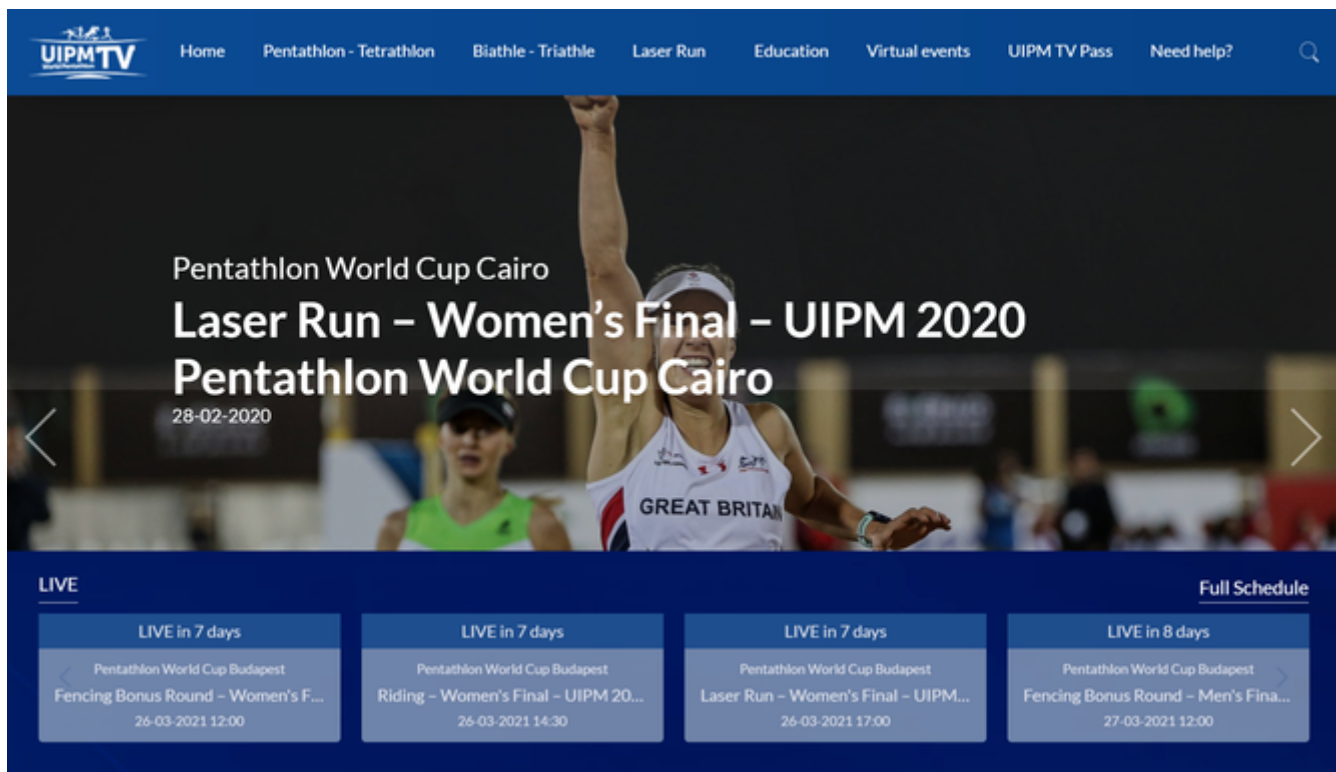 UIPMTV
World Pentathlon
Home
Pentathlon - Tetrathlon
Biathle - Triathle
Laser Run
Education
Virtual events
UIPM TV Pass
Need help?
Pentathlon World Cup Cairo
Laser Run – Women's Final – UIPM 2020
Pentathlon World Cup Cairo
28-02-2020
GREAT BRITAIN
LIVE
Full Schedule
LIVE in 7 days
Pentathlon World Cup Budapest
Fencing Bonus Round – Women's F...
26-03-2021 12:00
LIVE in 7 days
Pentathlon World Cup Budapest
Riding – Women's Final – UIPM 20...
26-03-2021 14:30
LIVE in 7 days
Pentathlon World Cup Budapest
Laser Run – Women's Final – UIPM...
26-03-2021 17:00
LIVE in 8 days
Pentathlon World Cup Budapest
Fencing Bonus Round – Men's Fina...
27-03-2021 12:00